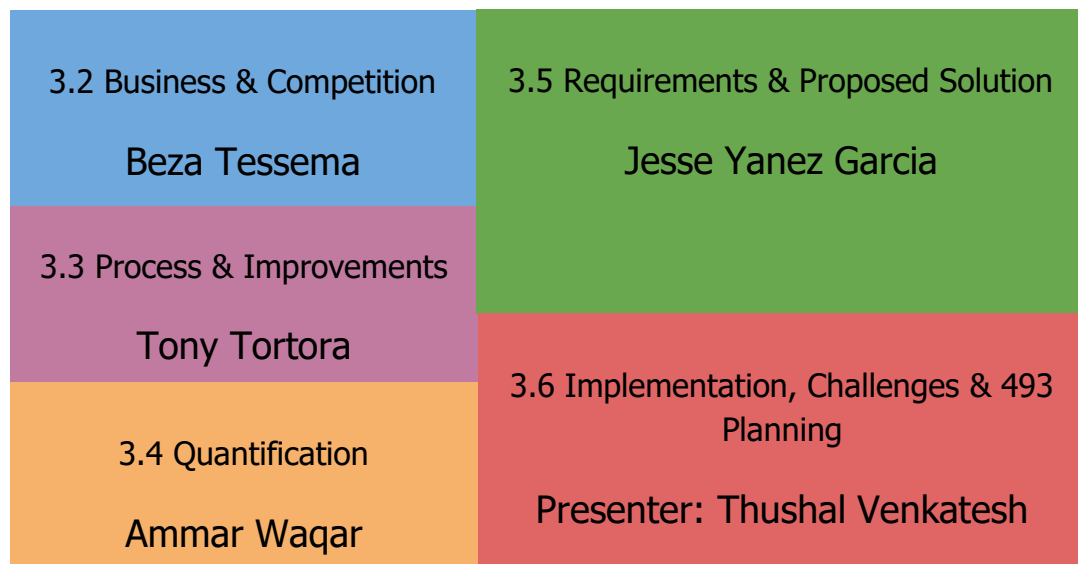 3.2 Business & Competition
Beza Tessema
3.3 Process & Improvements
Tony Tortora
3.4 Quantification
Ammar Waqar
3.5 Requirements & Proposed Solution
Jesse Yanez Garcia
3.6 Implementation, Challenges & 493
Planning
Presenter: Thushal Venkatesh